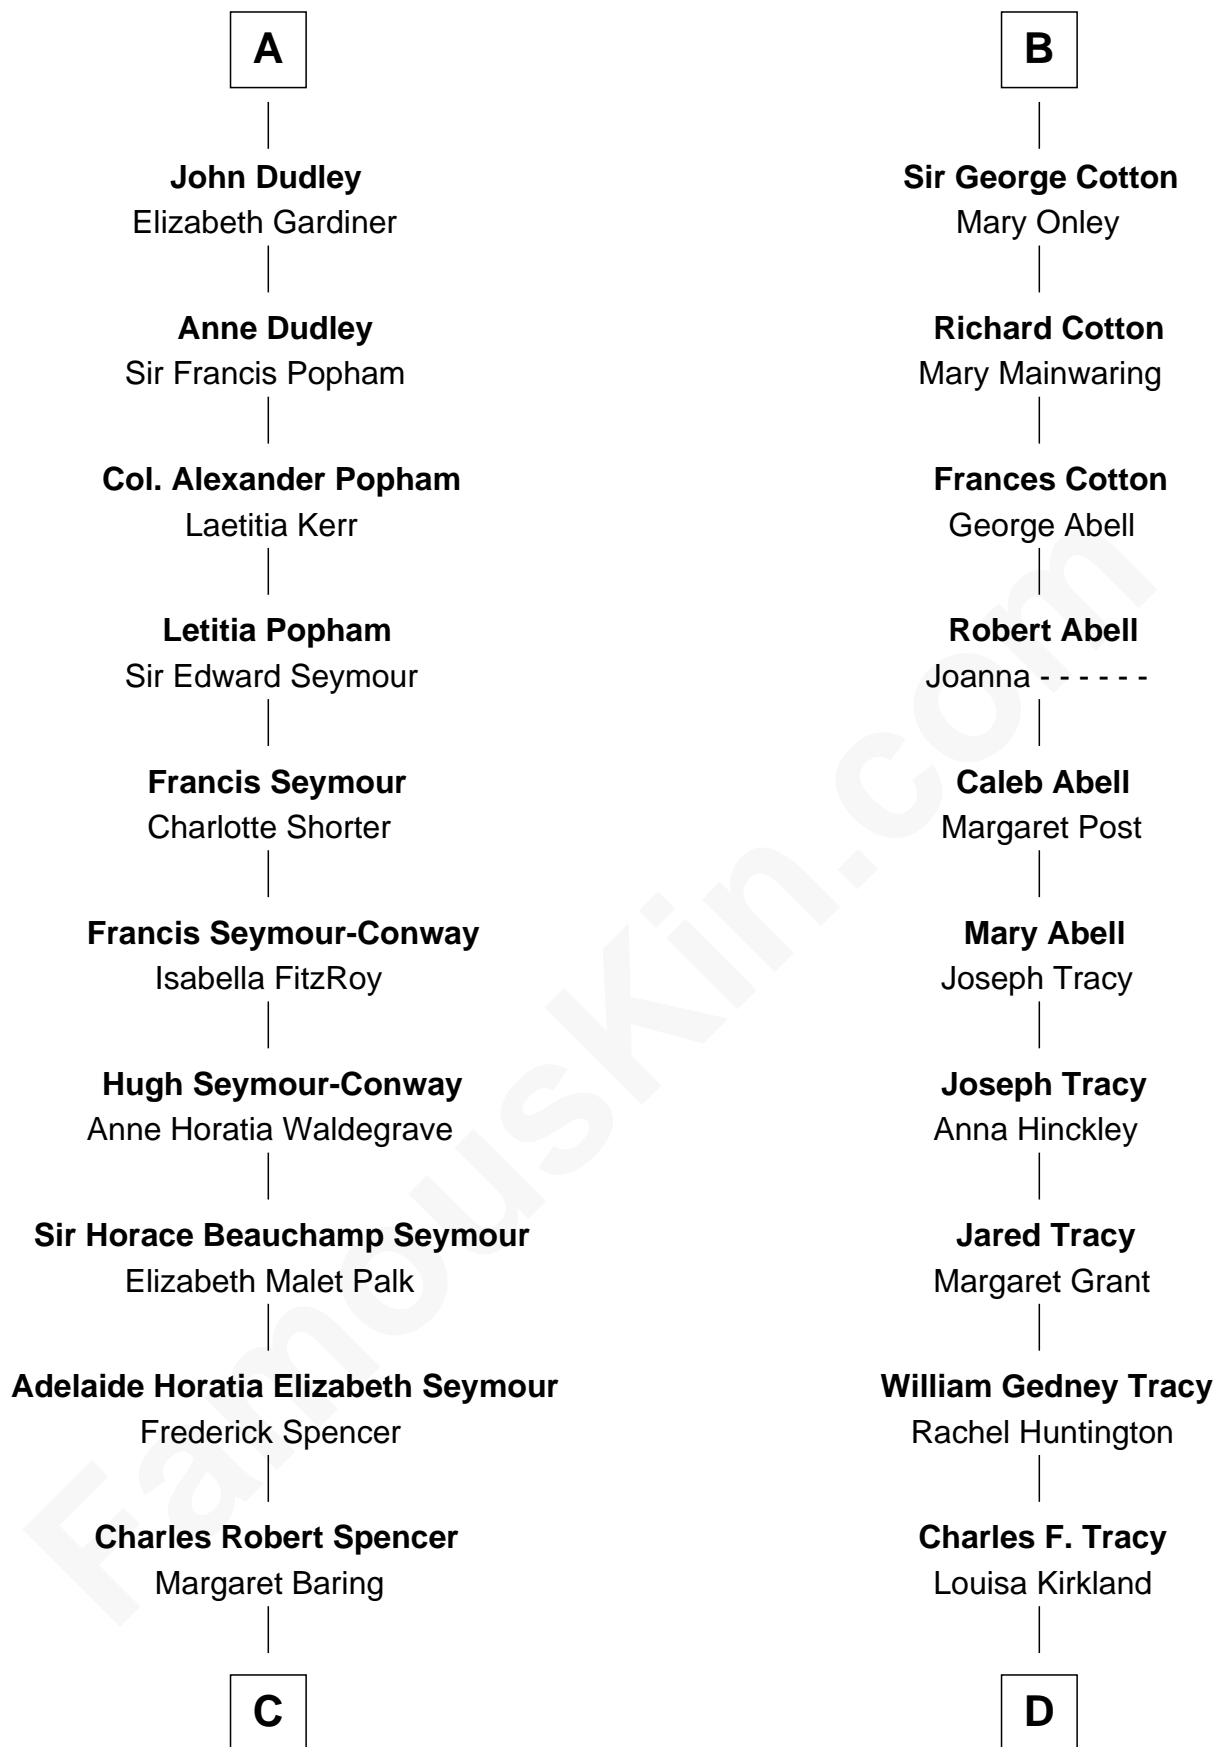 A
John Dudley
Elizabeth Gardiner
Anne Dudley
Sir Francis Popham
Col. Alexander Popham
Laetitia Kerr
Letitia Popham
Sir Edward Seymour
Francis Seymour
Charlotte Shorter
Francis Seymour-Conway
Isabella FitzRoy
Hugh Seymour-Conway
Anne Horatia Waldegrave
Sir Horace Beauchamp Seymour
Elizabeth Malet Palk
Adelaide Horatia Elizabeth Seymour
Frederick Spencer
Charles Robert Spencer
Margaret Baring
C
B
Sir George Cotton
Mary Onley
Richard Cotton
Mary Mainwaring
Frances Cotton
George Abell
Robert Abell
Joanna - - - - - -
Caleb Abell
Margaret Post
Mary Abell
Joseph Tracy
Joseph Tracy
Anna Hinckley
Jared Tracy
Margaret Grant
William Gedney Tracy
Rachel Huntington
Charles F. Tracy
Louisa Kirkland
D
FamousKin.com